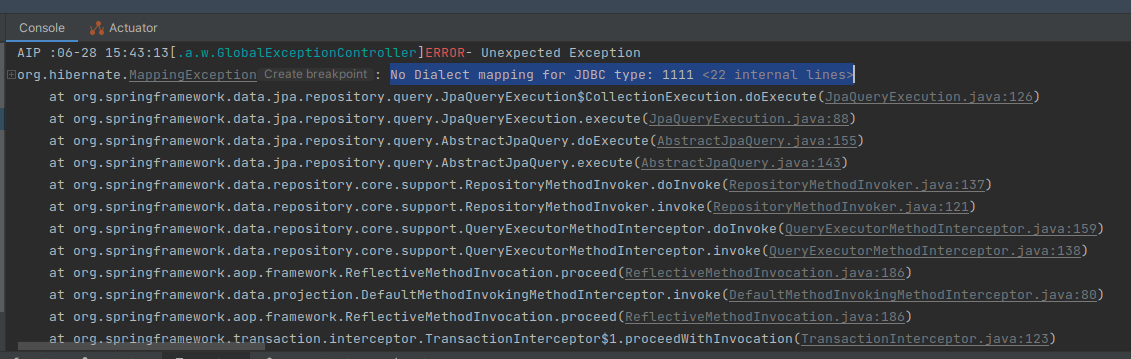 Console Actuator
AIP :06-28 15:43:13[.a.w.GlobalExceptionController]ERROR- Unexpected Exception
org.hibernate.MappingException Create breakpoint : No Dialect mapping for JDBC type: 1111 <22 internal lines>
at org.springframework.data.jpa.repository.query.JpaQueryExecution$CollectionExecution.doExecute(JpaQueryExecution.java:126)
at org.springframework.data.jpa.repository.query.JpaQueryExecution.execute(JpaQueryExecution.java:88)
at org.springframework.data.jpa.repository.query.AbstractJpaQuery.doExecute(AbstractJpaQuery.java:155)
at org.springframework.data.jpa.repository.query.AbstractJpaQuery.execute(AbstractJpaQuery.java:143)
at org.springframework.data.repository.core.support.RepositoryMethodInvoker.doInvoke(RepositoryMethodInvoker.java:137)
at org.springframework.data.repository.core.support.RepositoryMethodInvoker.invoke(RepositoryMethodInvoker.java:121)
at org.springframework.data.repository.core.support.QueryExecutorMethodInterceptor.doInvoke(QueryExecutorMethodInterceptor.java:159)
at org.springframework.data.repository.core.support.QueryExecutorMethodInterceptor.invoke(QueryExecutorMethodInterceptor.java:138)
at org.springframework.aop.framework.ReflectiveMethodInvocation.proceed(ReflectiveMethodInvocation.java:186)
at org.springframework.data.projection.DefaultMethodInvokingMethodInterceptor.invoke(DefaultMethodInvokingMethodInterceptor.java:80)
at org.springframework.aop.framework.ReflectiveMethodInvocation.proceed(ReflectiveMethodInvocation.java:186)
at org.springframework.transaction.interceptor.TransactionInterceptor$1.proceedWithInvocation(TransactionInterceptor.java:123)